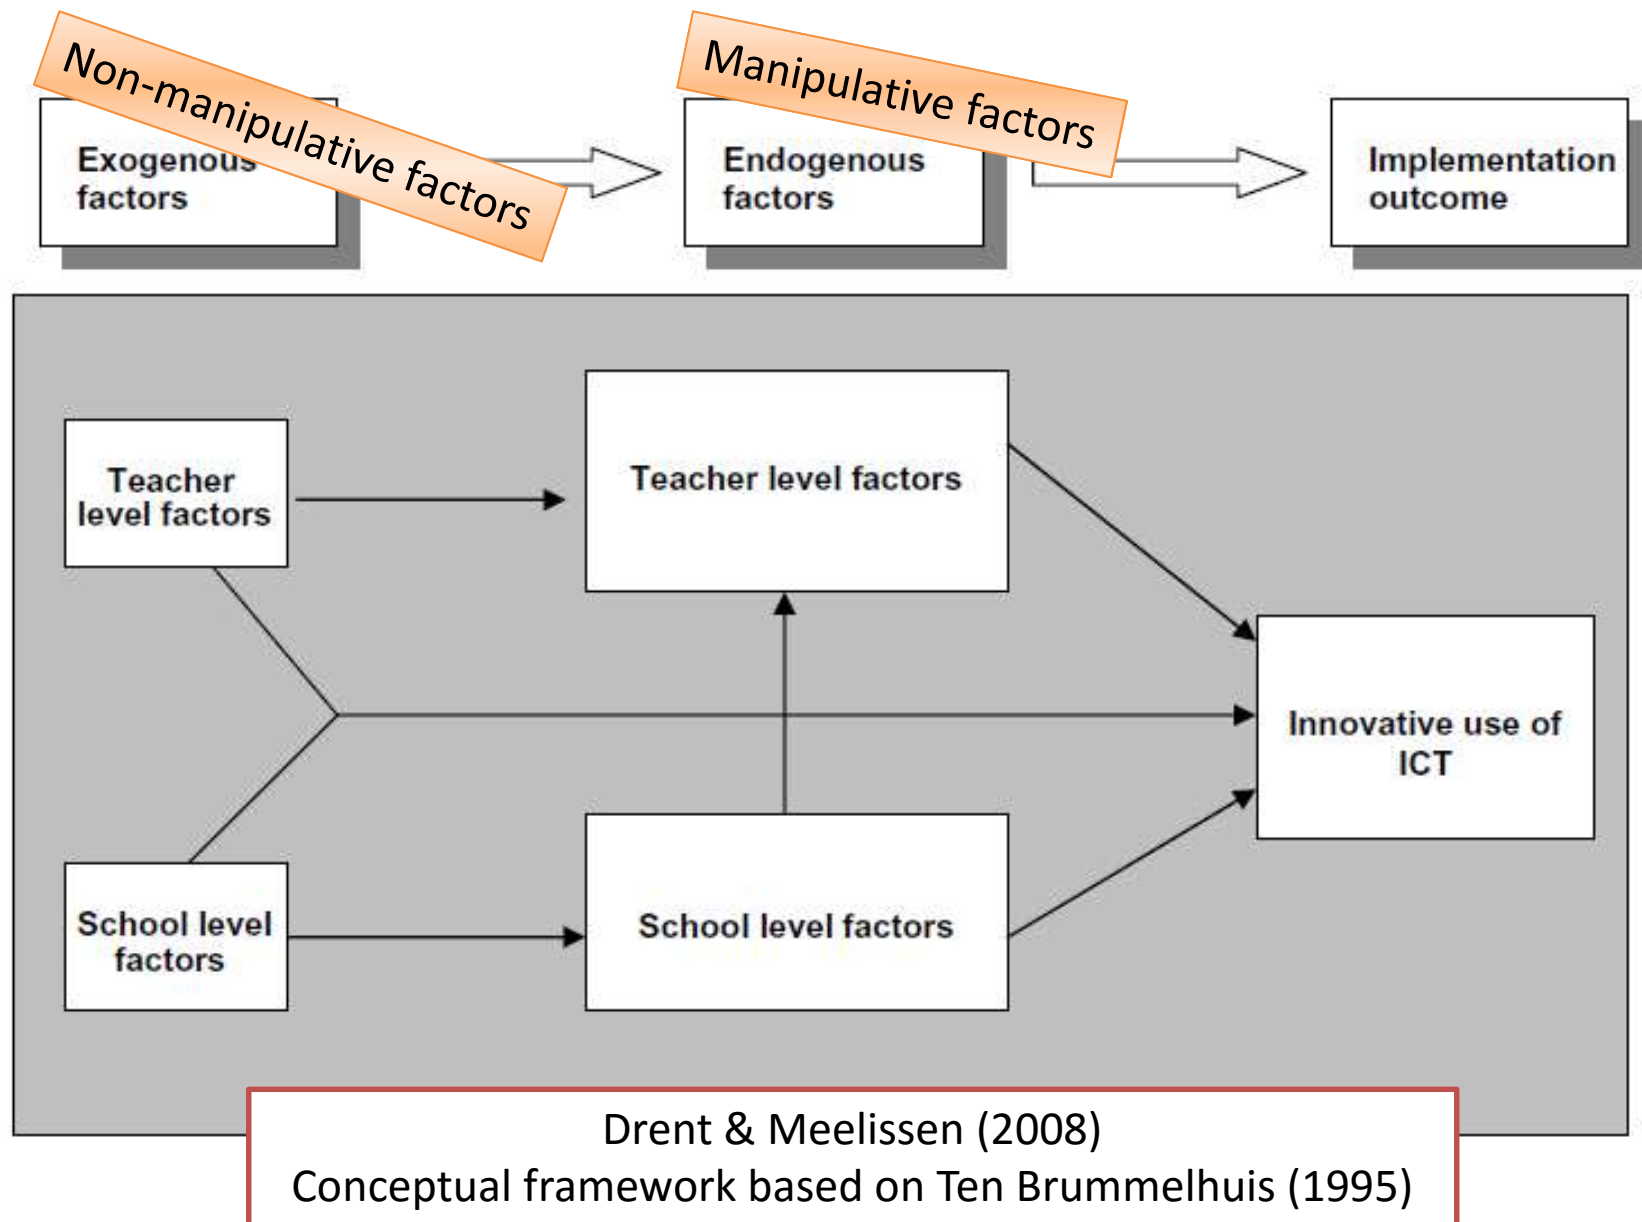 Non-manipulative factors
Manipulative factors
Exogenous
factors
Endogenous
factors
Implementation
outcome
Teacher
level factors
Teacher level factors
Innovative use of
ICT
School level
factors
School level factors
Drent & Meelissen (2008)
Conceptual framework based on Ten Brummelhuis (1995)